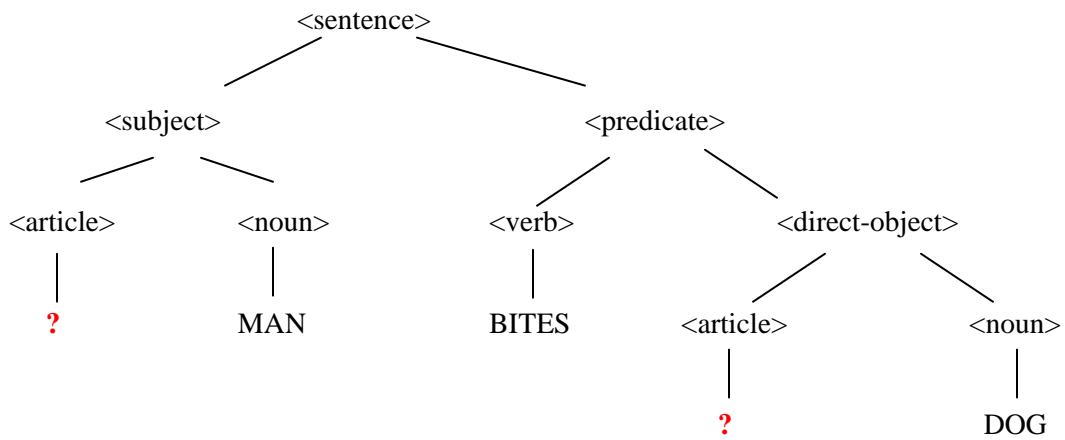 <sentence>
<subject> <predicate>
<article> <noun> <verb> <direct-object>
? MAN BITES <article> <noun>
? DOG